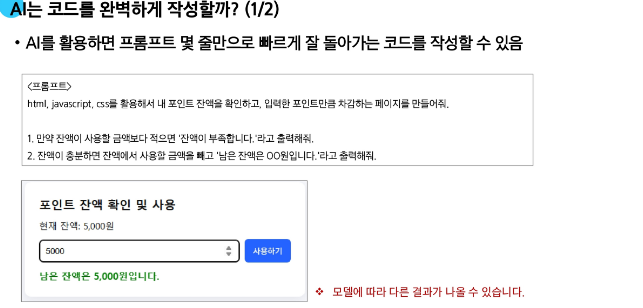 AI는 코드를 완벽하게 작성할까? (1/2)
• AI를 활용하면 프롬프트 몇 줄만으로 빠르게 잘 돌아가는 코드를 작성할 수 있음
<프롬프트>
html, javascript, css를 활용해서 내 포인트 잔액을 확인하고, 입력한 포인트만큼 차감하는 페이지를 만들어줘.
1. 만약 잔액이 사용할 금액보다 적으면 '잔액이 부족합니다.'라고 출력해줘.
2. 잔액이 충분하면 잔액에서 사용할 금액을 빼고 '남은 잔액은 OO원입니다.'라고 출력해줘.
포인트 잔액 확인 및 사용
현재 잔액: 5,000원
5000 사용하기
남은 잔액은 5,000원입니다.
❖ 모델에 따라 다른 결과가 나올 수 있습니다.